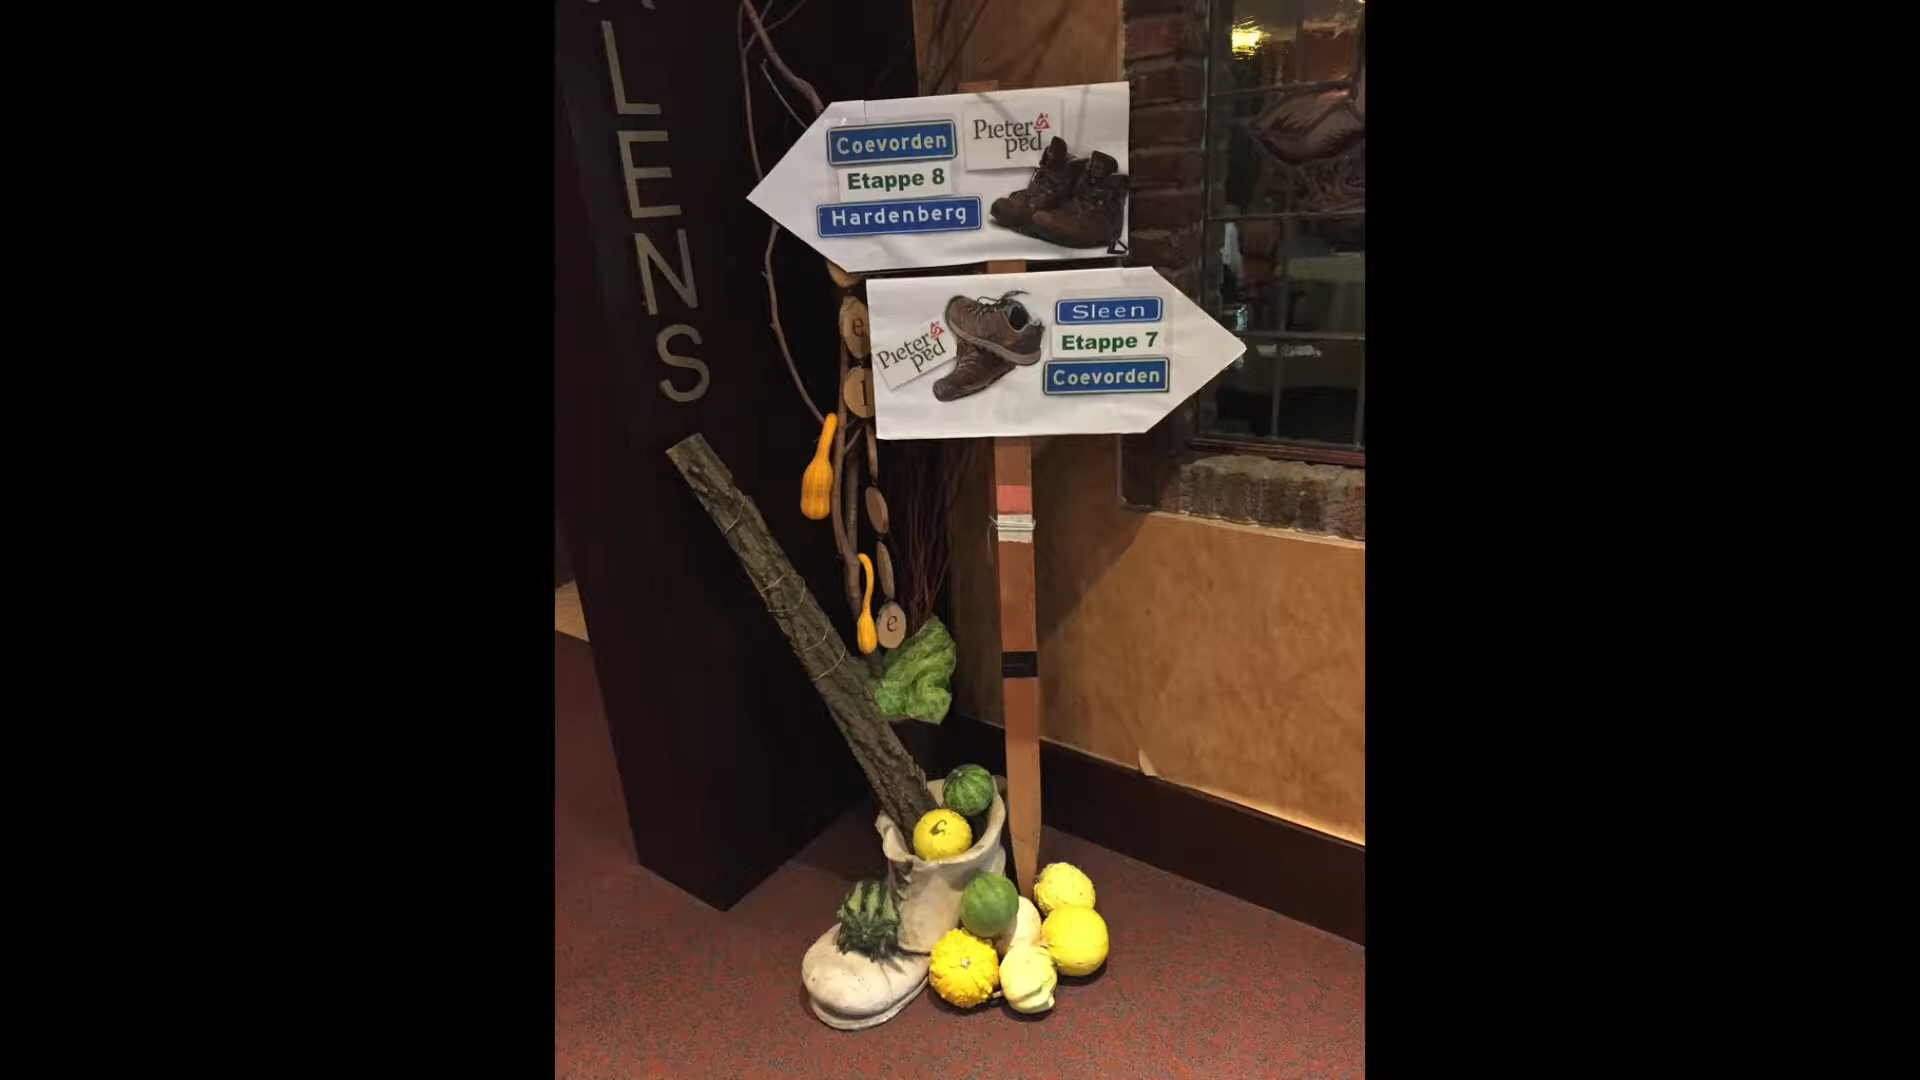 LENS
Coevorden
Etappe 8
Hardenberg
Pieter
pad
Pieter
pad
Sleen
Etappe 7
Coevorden
e
l
e